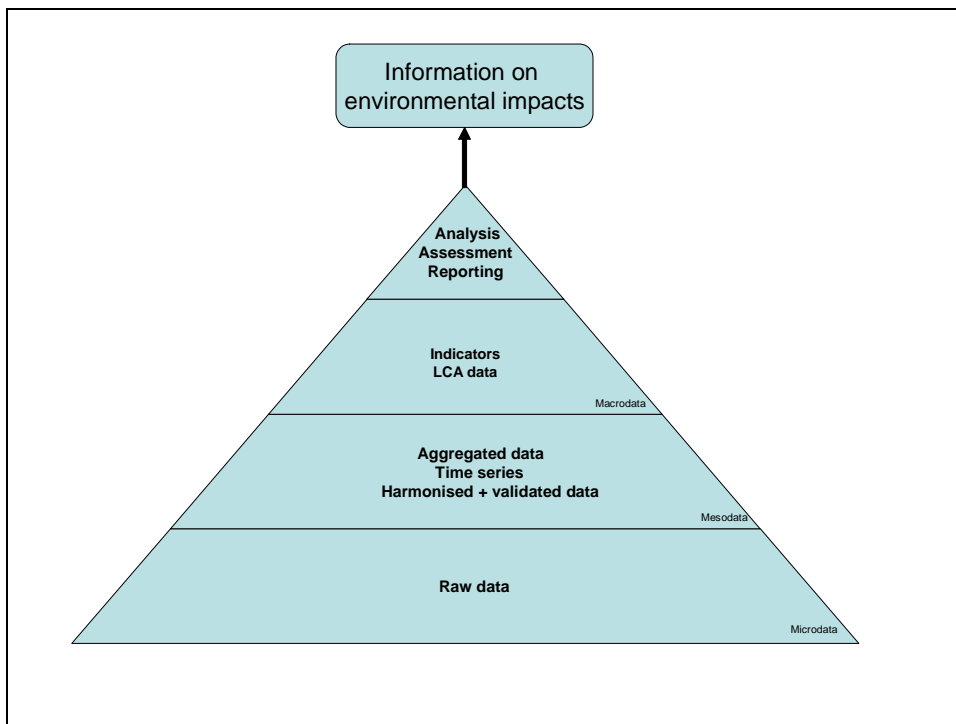 Information on
environmental impacts
Analysis
Assessment
Reporting
Indicators
LCA data
Macrodata
Aggregated data
Time series
Harmonised + validated data
Mesodata
Raw data
Microdata